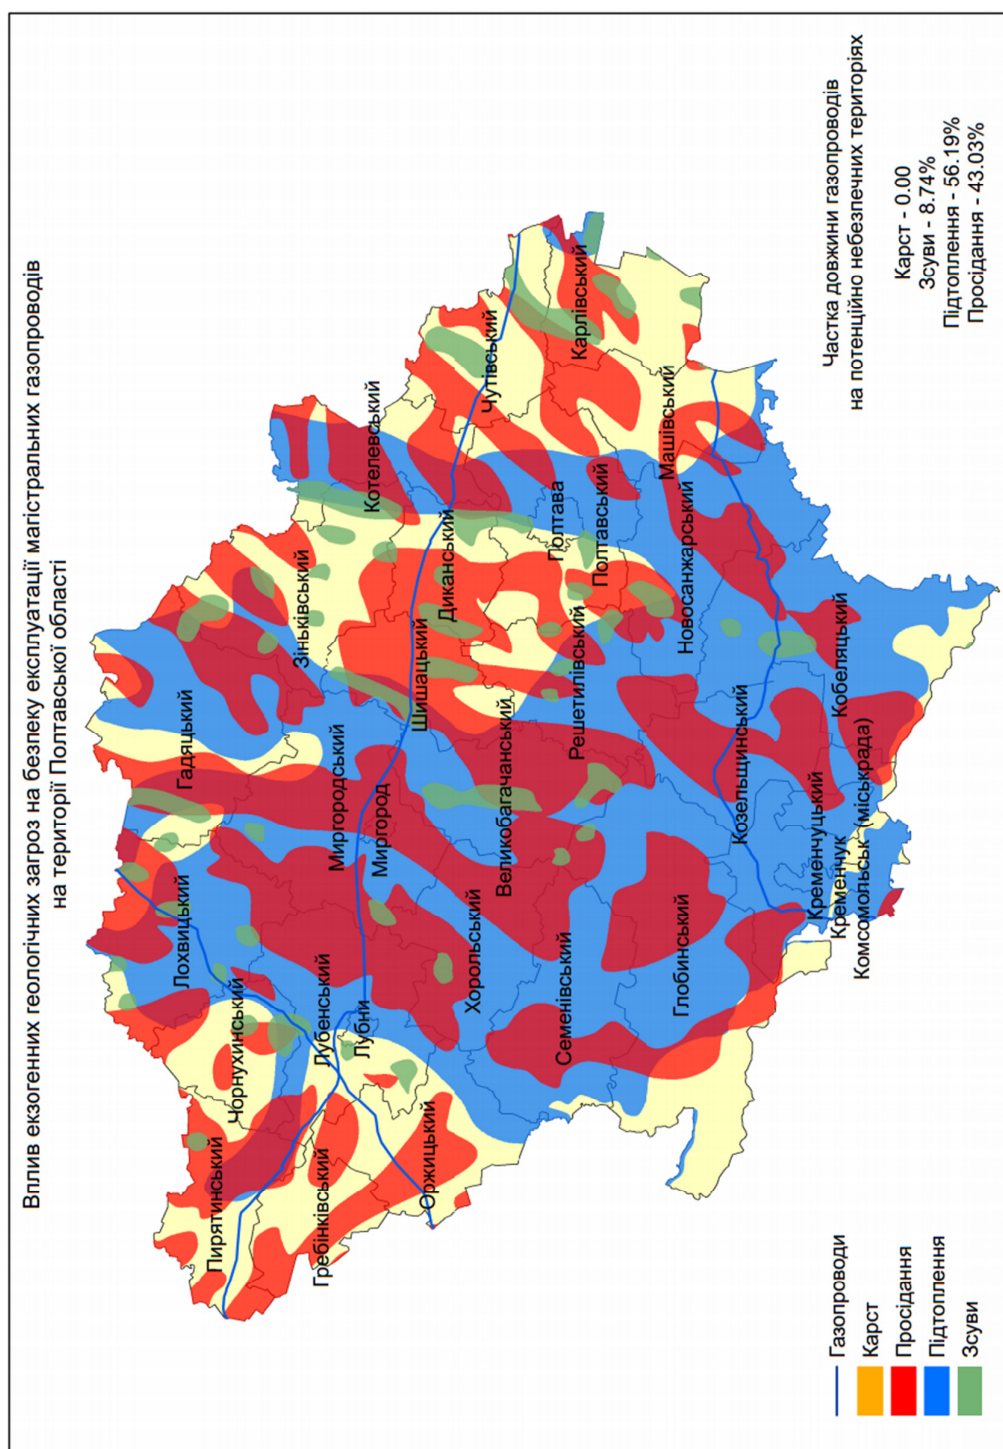 Вплив екзогенних геологічних загроз на безпеку експлуатації магістральних газопроводів
на території Полтавської області
Пирятинський
Гребінківський
Чорнухинський
Оржицький
Лубенський
Лубни
Лохвицький
Гадяцький
Миргородський
Миргород
Хорольський
Семенівський
Глобинський
Великобагачанський
Зіньківський
Шишацький
Диканський
Котелевський
Решетилівський
Полтава
Полтавський
Чутівський
Карлівський
Машівський
Новосанжарський
Козельщинський
Кобеляцький
Кременчуцький
Кременчук
Комсомольськ (міськрада)
Газопроводи
Карст
Просідання
Підтоплення
Зсуви
Частка довжини газопроводів
на потенційно небезпечних територіях
Карст - 0.00
Зсуви - 8.74%
Підтоплення - 56.19%
Просідання - 43.03%